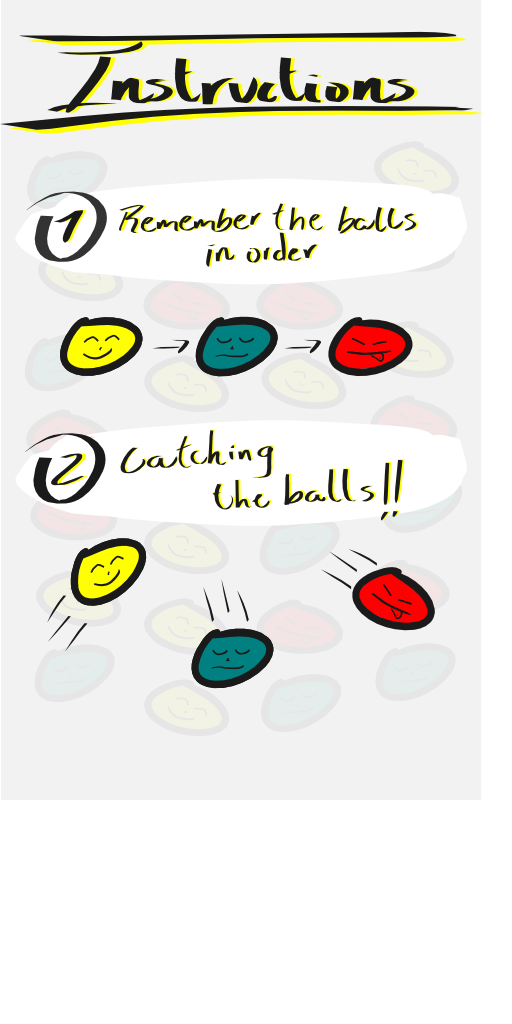 Instructions
1 Remember the balls
in order
2 Catching
the balls!!